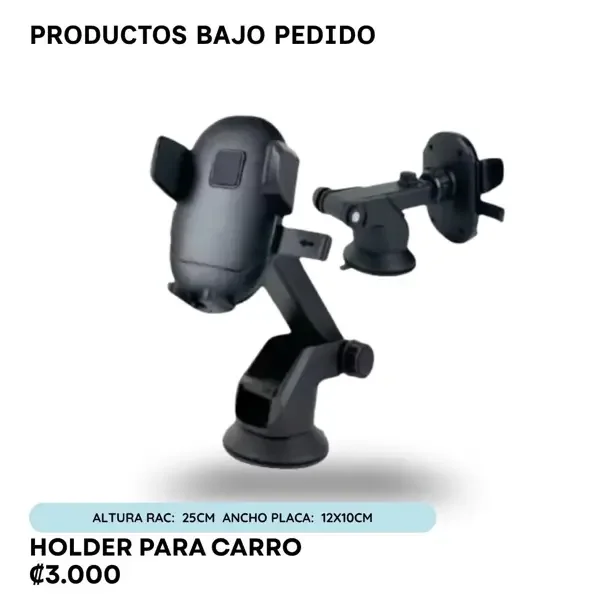 PRODUCTOS BAJO PEDIDO
ALTURA RAC: 25CM ANCHO PLACA: 12X10CM
HOLDER PARA CARRO
₡3.000